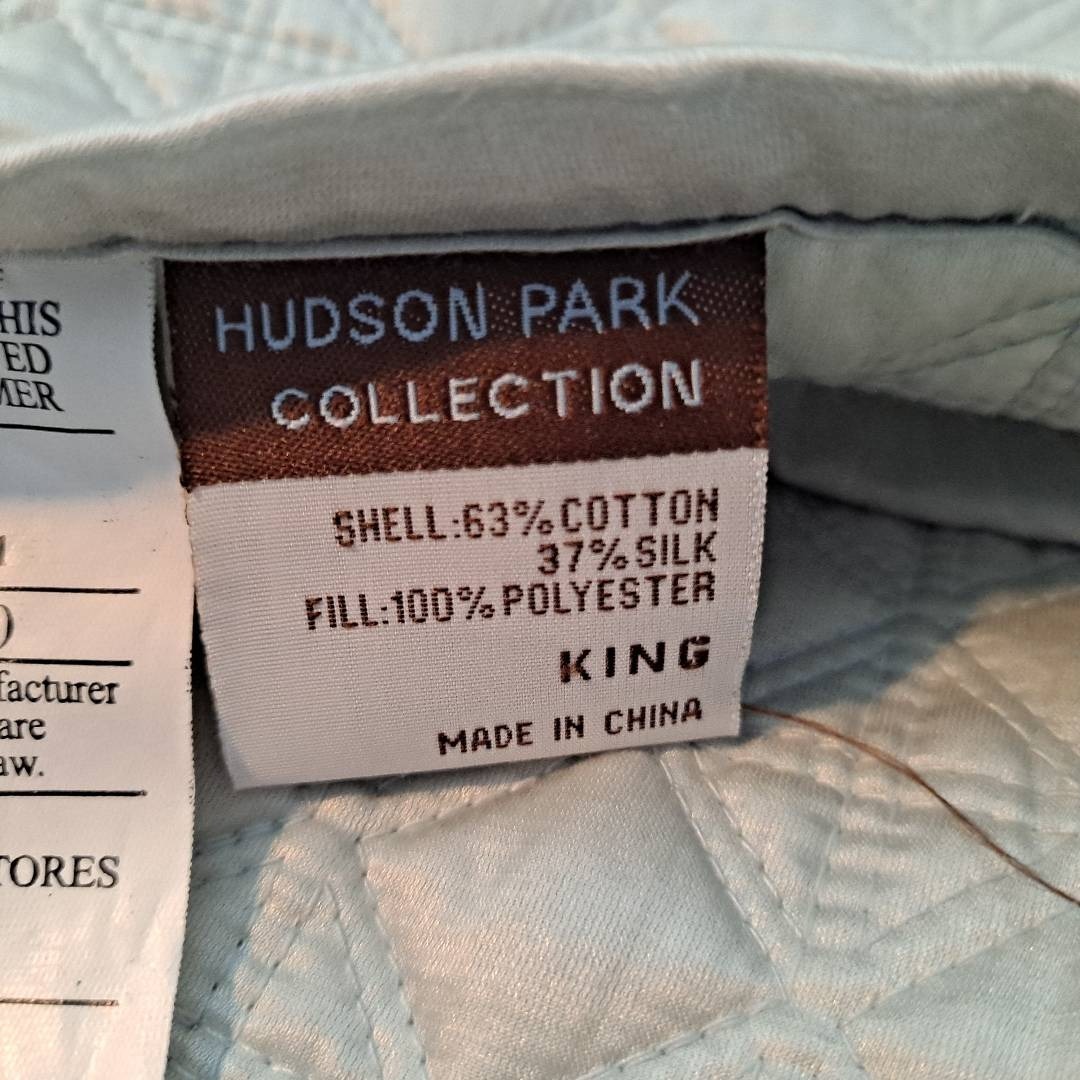 HIS
ED
MER
facturer
are
aw.
TORES
HUDSON PARK
COLLECTION
SHELL:63% COTTON
37% SILK
FILL:100% POLYESTER
KING
MADE IN CHINA